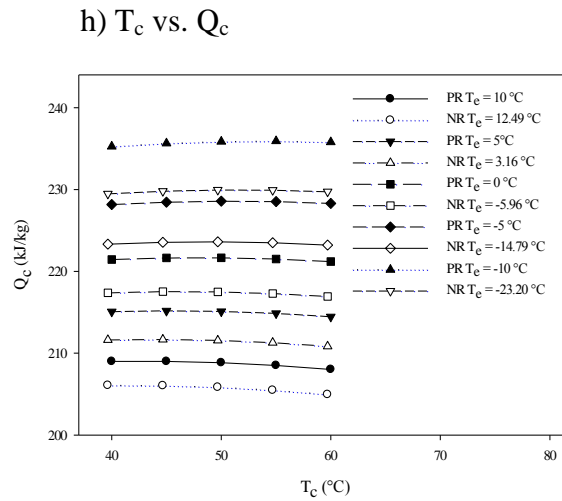 h) Tc vs. Qc
240
230
220
210
200
Qc (kJ/kg)
40
50
60
70
80
Tc (°C)
PR Te = 10 °C
NR Te = 12.49 °C
PR Te = 5°C
NR Te = 3.16 °C
PR Te = 0 °C
NR Te = -5.96 °C
PR Te = -5 °C
NR Te = -14.79 °C
PR Te = -10 °C
NR Te = -23.20 °C